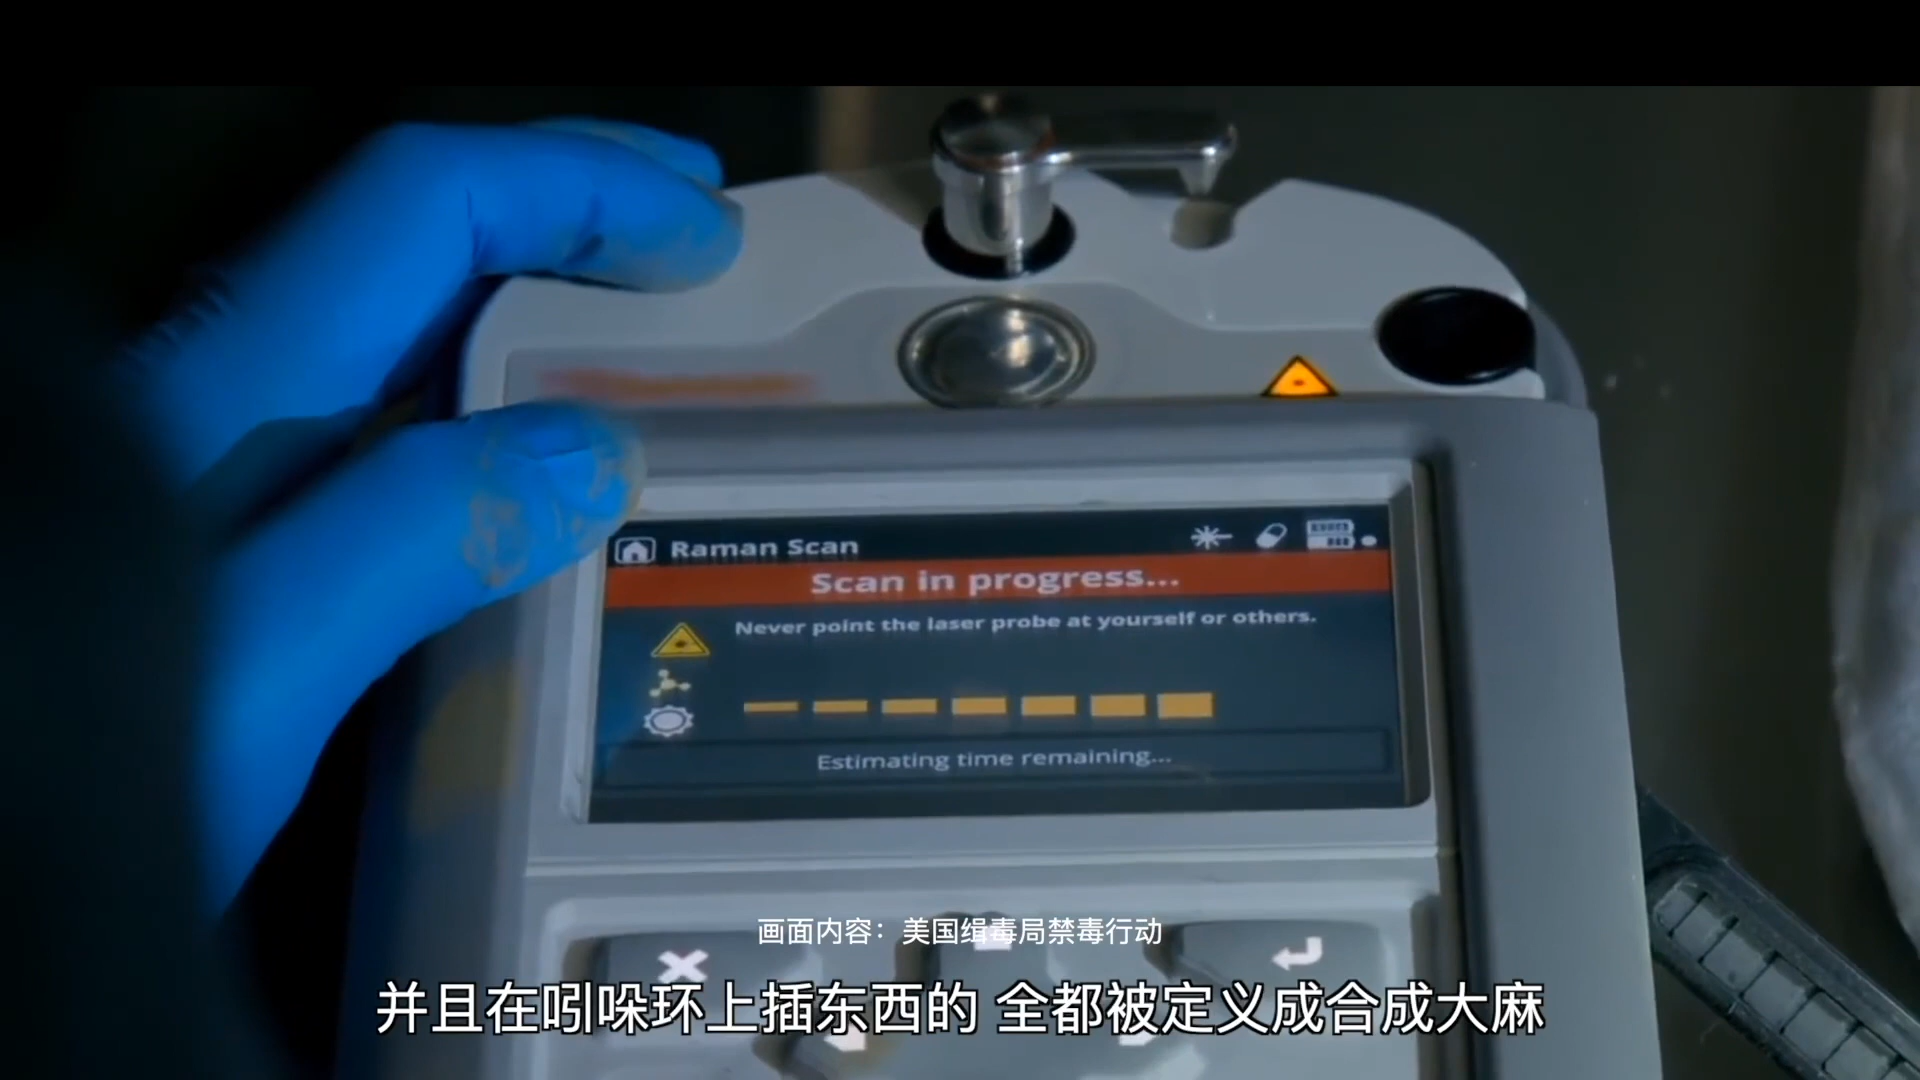 Raman Scan
Scan in progress...
Never point the laser probe at yourself or others.
Estimating time remaining...
画面内容：美国缉毒局禁毒行动
并且在吲哚环上插东西的 全都被定义成合成大麻